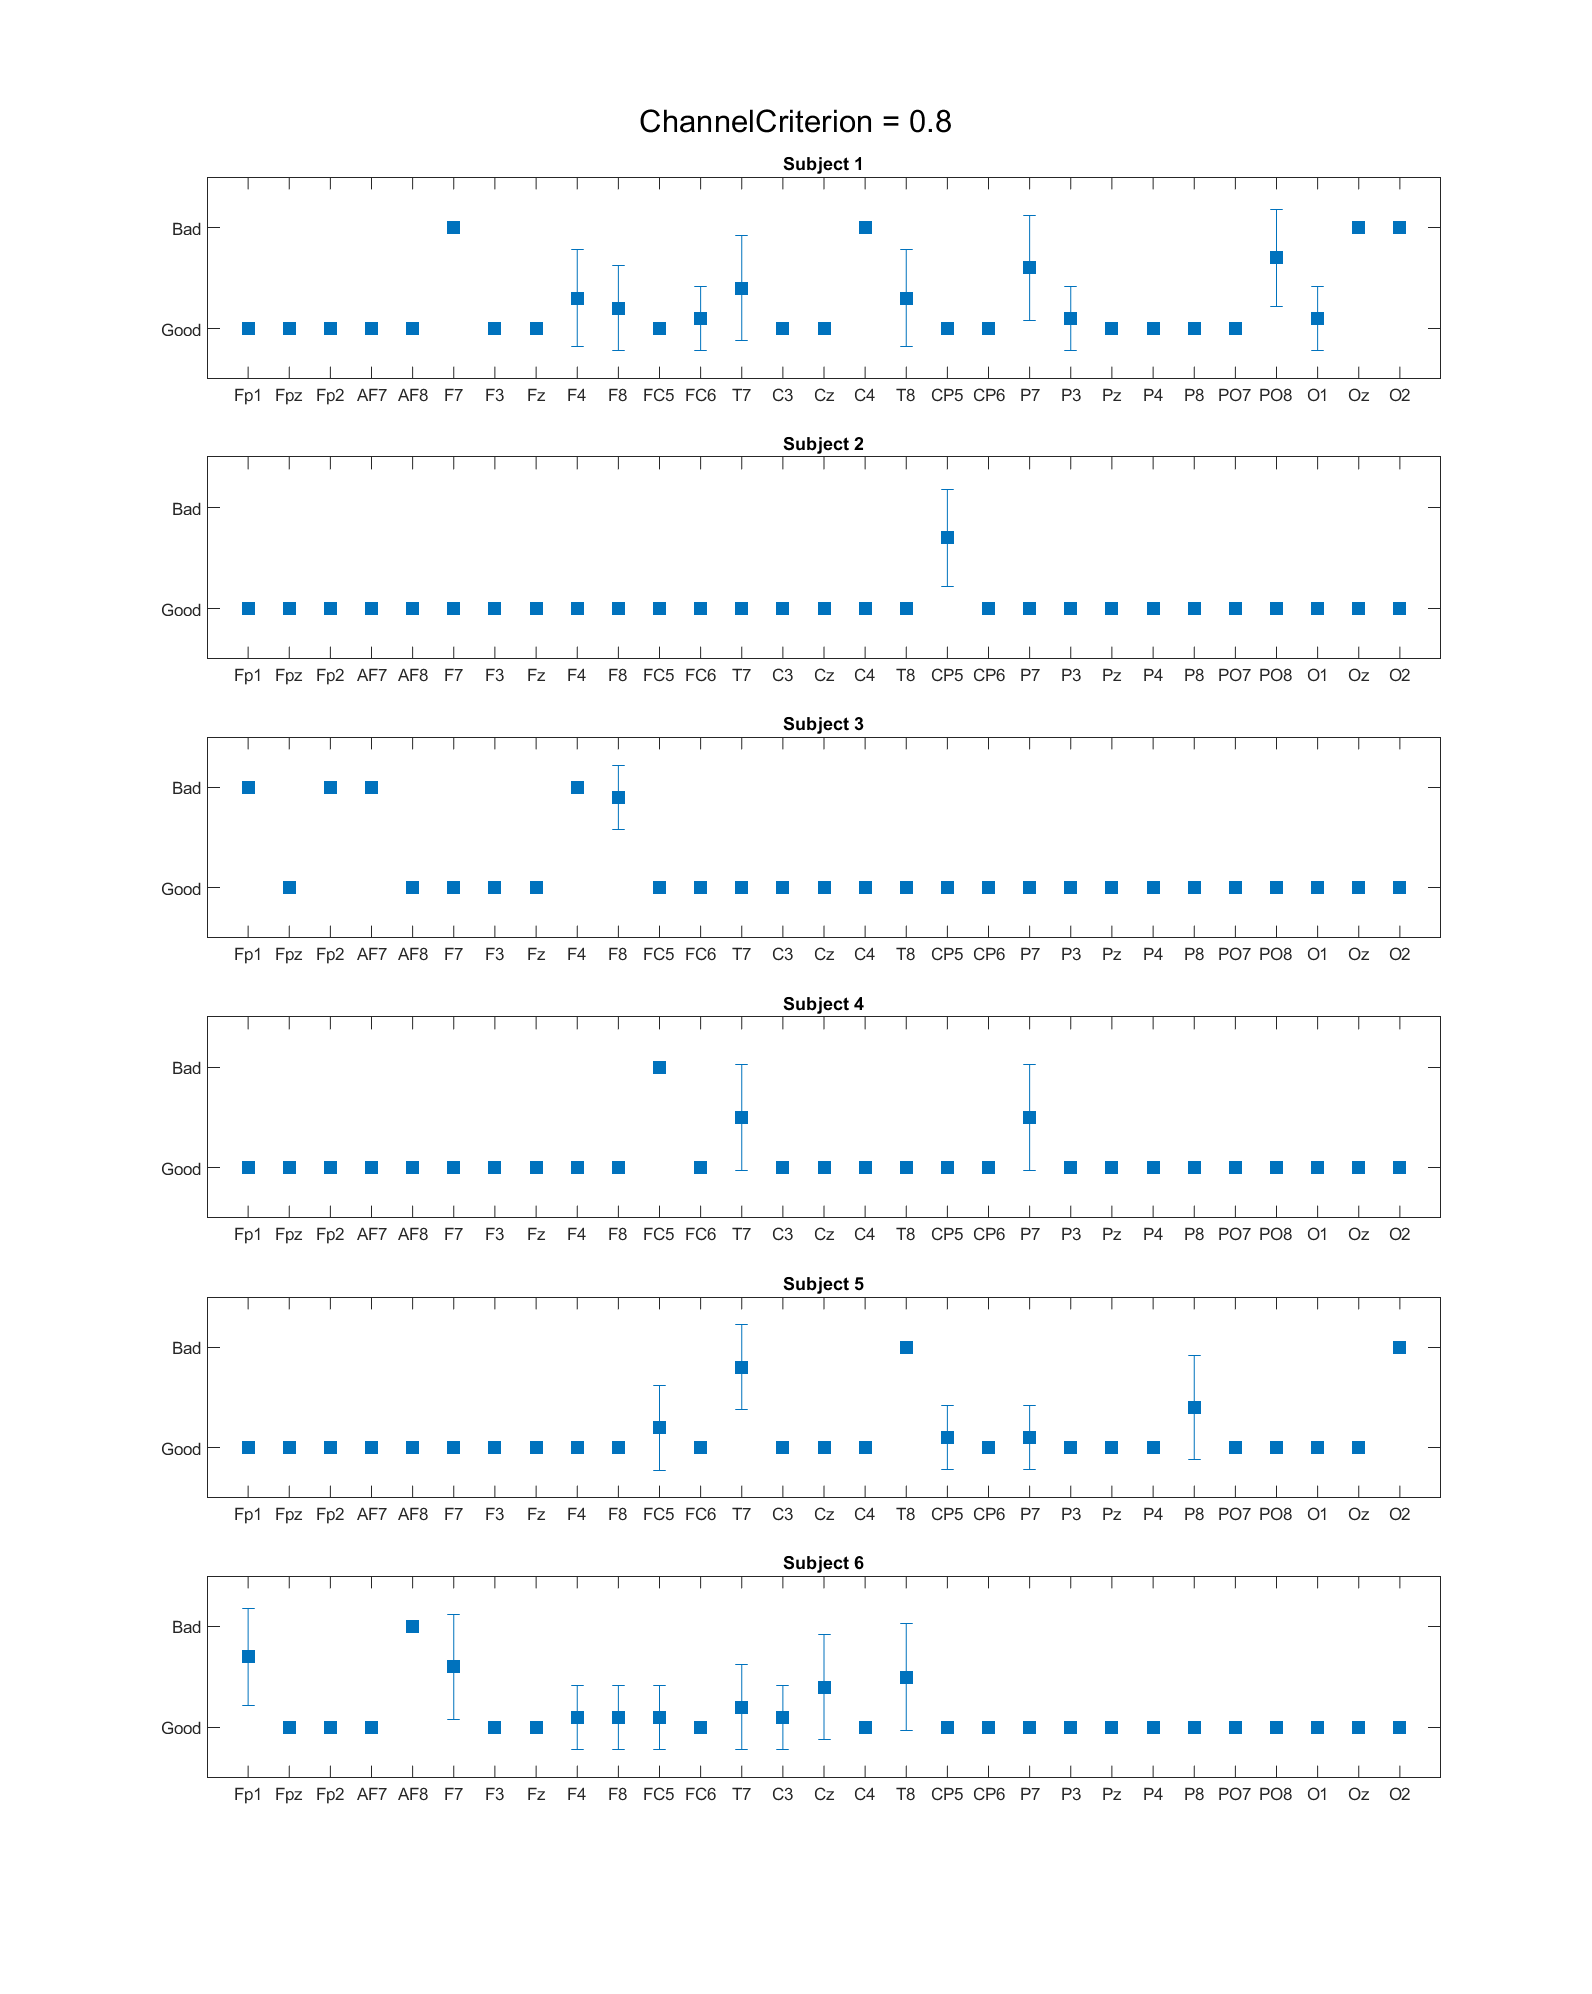 ChannelCriterion = 0.8
Subject 1
Bad
Good
Fp1 Fpz Fp2 AF7 AF8 F7 F3 Fz F4 F8 FC5 FC6 T7 C3 Cz C4 T8 CP5 CP6 P7 P3 Pz P4 P8 PO7 PO8 O1 Oz O2
Subject 2
Bad
Good
Fp1 Fpz Fp2 AF7 AF8 F7 F3 Fz F4 F8 FC5 FC6 T7 C3 Cz C4 T8 CP5 CP6 P7 P3 Pz P4 P8 PO7 PO8 O1 Oz O2
Subject 3
Bad
Good
Fp1 Fpz Fp2 AF7 AF8 F7 F3 Fz F4 F8 FC5 FC6 T7 C3 Cz C4 T8 CP5 CP6 P7 P3 Pz P4 P8 PO7 PO8 O1 Oz O2
Subject 4
Bad
Good
Fp1 Fpz Fp2 AF7 AF8 F7 F3 Fz F4 F8 FC5 FC6 T7 C3 Cz C4 T8 CP5 CP6 P7 P3 Pz P4 P8 PO7 PO8 O1 Oz O2
Subject 5
Bad
Good
Fp1 Fpz Fp2 AF7 AF8 F7 F3 Fz F4 F8 FC5 FC6 T7 C3 Cz C4 T8 CP5 CP6 P7 P3 Pz P4 P8 PO7 PO8 O1 Oz O2
Subject 6
Bad
Good
Fp1 Fpz Fp2 AF7 AF8 F7 F3 Fz F4 F8 FC5 FC6 T7 C3 Cz C4 T8 CP5 CP6 P7 P3 Pz P4 P8 PO7 PO8 O1 Oz O2